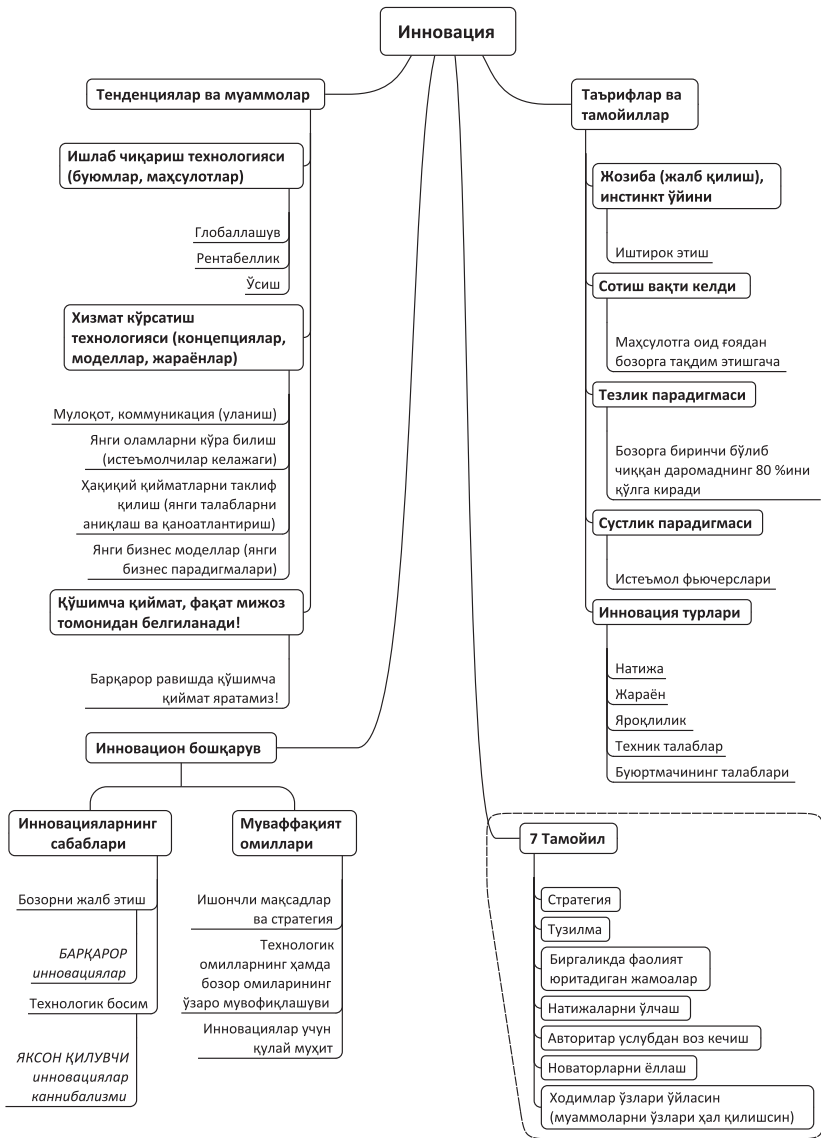 Инновация
Тенденциялар ва муаммолар
Ишлаб чиқариш технологияси
(буюмлар, маҳсулотлар)
Глобаллашув
Рентабеллик
Ўсиш
Хизмат кўрсатиш
технологияси (концепциялар,
моделлар, жараёнлар)
Мулоқот, коммуникация (уланиш)
Янги оламларни кўра билиш
(истеъмолчилар келажаги)
Ҳақиқий қийматларни таклиф
қилиш (янги талабларни
аниқлаш ва қаноатлантириш)
Янги бизнес моделлар (янги
бизнес парадигмалари)
Қўшимча қиймат, фақат мижоз
томонидан белгиланади!
Барқарор равишда қўшимча
қиймат яратамиз!
Таърифлар ва
тамойиллар
Жозиба (жалб қилиш),
инстинкт ўйини
Иштирок этиш
Сотиш вақти келди
Маҳсулотга оид ғоядан
бозорга тақдим этишгача
Тезлик парадигмаси
Бозорга биринчи бўлиб
чиққан даромаднинг 80 %ини
қўлга киради
Сустлик парадигмаси
Истеъмол фьючерслари
Инновация турлари
Натижа
Жараён
Яроқлилик
Техник талаблар
Буюртмачининг талаблари
Инновацион бошқарув
Инновацияларнинг
сабаблари
Бозорни жалб этиш
БАРҚАРОР
инновациялар
Технологик босим
ЯКСОН ҚИЛУВЧИ
инновациялар
каннибализми
Муваффақият
омиллари
Ишончли мақсадлар
ва стратегия
Технологик
омилларнинг ҳамда
бозор омиларининг
ўзаро мувофиқлашуви
Инновациялар учун
қулай муҳит
7 Тамойил
Стратегия
Тузилма
Биргаликда фаолият
юритадиган жамоалар
Натижаларни ўлчаш
Авторитар услубдан воз кечиш
Новаторларни ёллаш
Ходимлар ўзлари ўйласин
(муаммоларни ўзлари ҳал қилишсин)